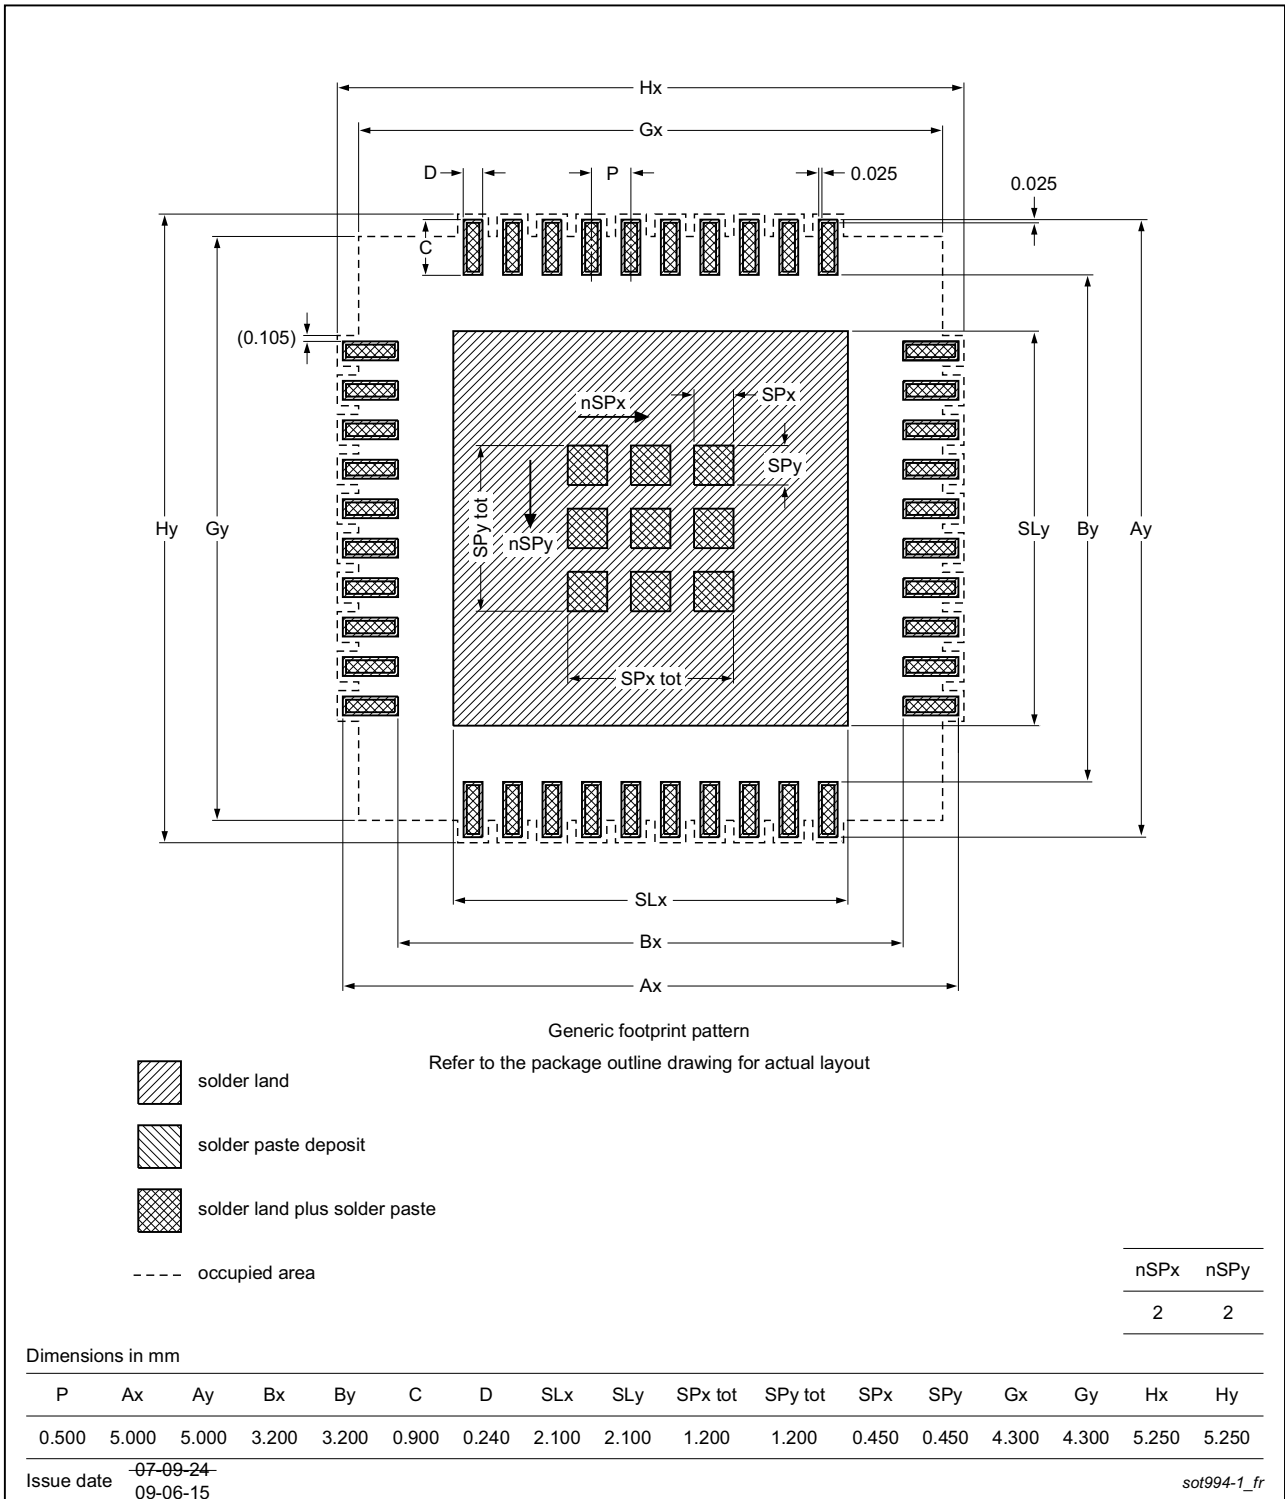 Hx
Gx
D
P
0.025
0.025
C
(0.105)
nSPx
SPx
SPy
SPy tot
nSPy
Hy
Gy
SLy
By
Ay
SPx tot
SLx
Bx
Ax
Generic footprint pattern
Refer to the package outline drawing for actual layout
solder land
solder paste deposit
solder land plus solder paste
occupied area
nSPx nSPy
2 2
Dimensions in mm
P Ax Ay Bx By C D SLx SLy SPx tot SPy tot SPx SPy Gx Gy Hx Hy
0.500 5.000 5.000 3.200 3.200 0.900 0.240 2.100 2.100 1.200 1.200 0.450 0.450 4.300 4.300 5.250 5.250
Issue date 07-09-24
09-06-15
sot994-1_fr